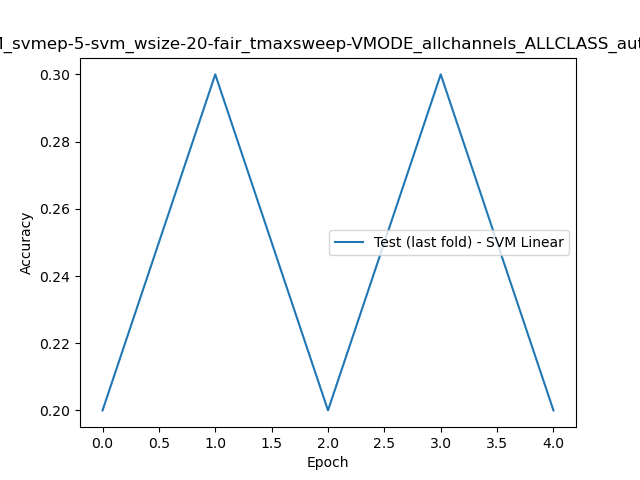 _svmep-5-svm_wsize-20-fair_tmaxsweep-VMODE_allchannels_ALLCLASS_au
0.30
0.28
0.26
0.24
0.22
0.20
Accuracy
Test (last fold) - SVM Linear
0.0 0.5 1.0 1.5 2.0 2.5 3.0 3.5 4.0
Epoch